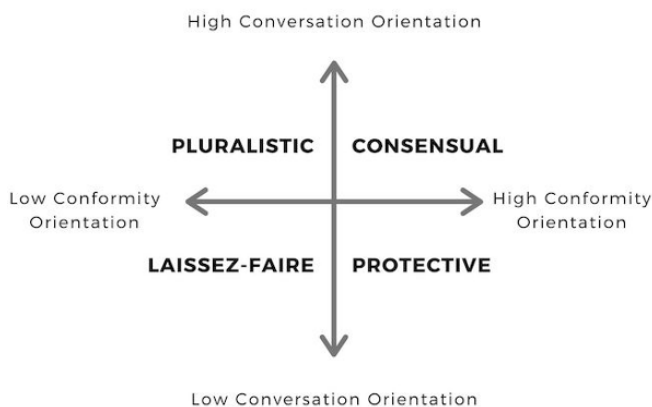 High Conversation Orientation
PLURALISTIC
CONSENSUAL
Low Conformity
Orientation
High Conformity
Orientation
LAISSEZ-FAIRE
PROTECTIVE
Low Conversation Orientation